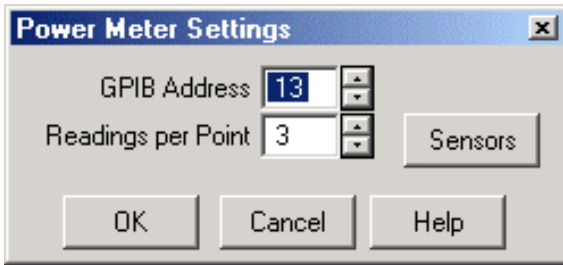 Power Meter Settings
GPIB Address 13
Readings per Point 3
Sensors
OK Cancel Help